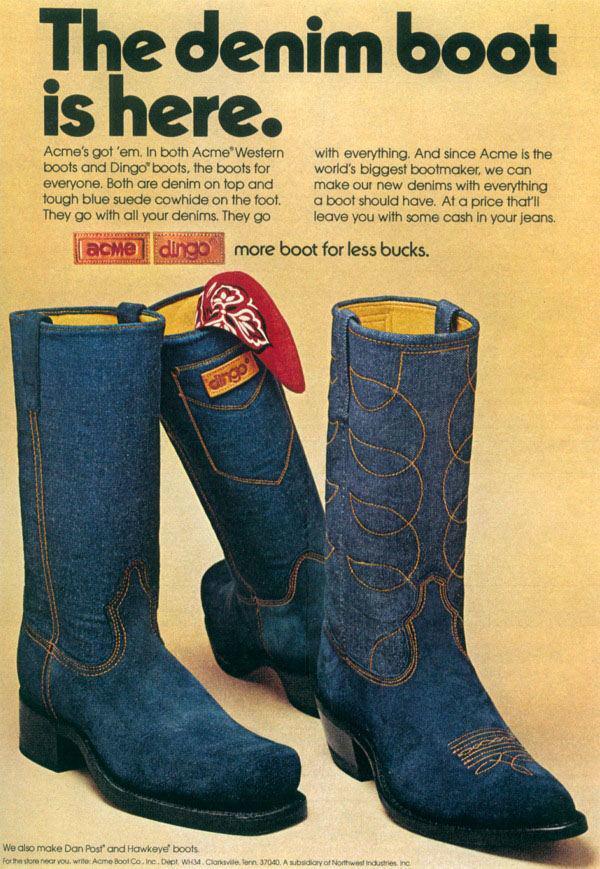 The denim boot
is here.
Acme's got 'em. In both Acme® Western
boots and Dingo® boots, the boots for
everyone. Both are denim on top and
tough blue suede cowhide on the foot.
They go with all your denims. They go
with everything. And since Acme is the
world's biggest bootmaker, we can
make our new denims with everything
a boot should have. At a price that'll
leave you with some cash in your jeans.
acme dingo® more boot for less bucks.
dingo®
We also make Dan Post® and Hawkeye® boots.
For the store near you, write: Acme Boot Co., Inc., Dept. WH34, Clarksville, Tenn. 37040. A subsidiary of Northwest Industries, Inc.